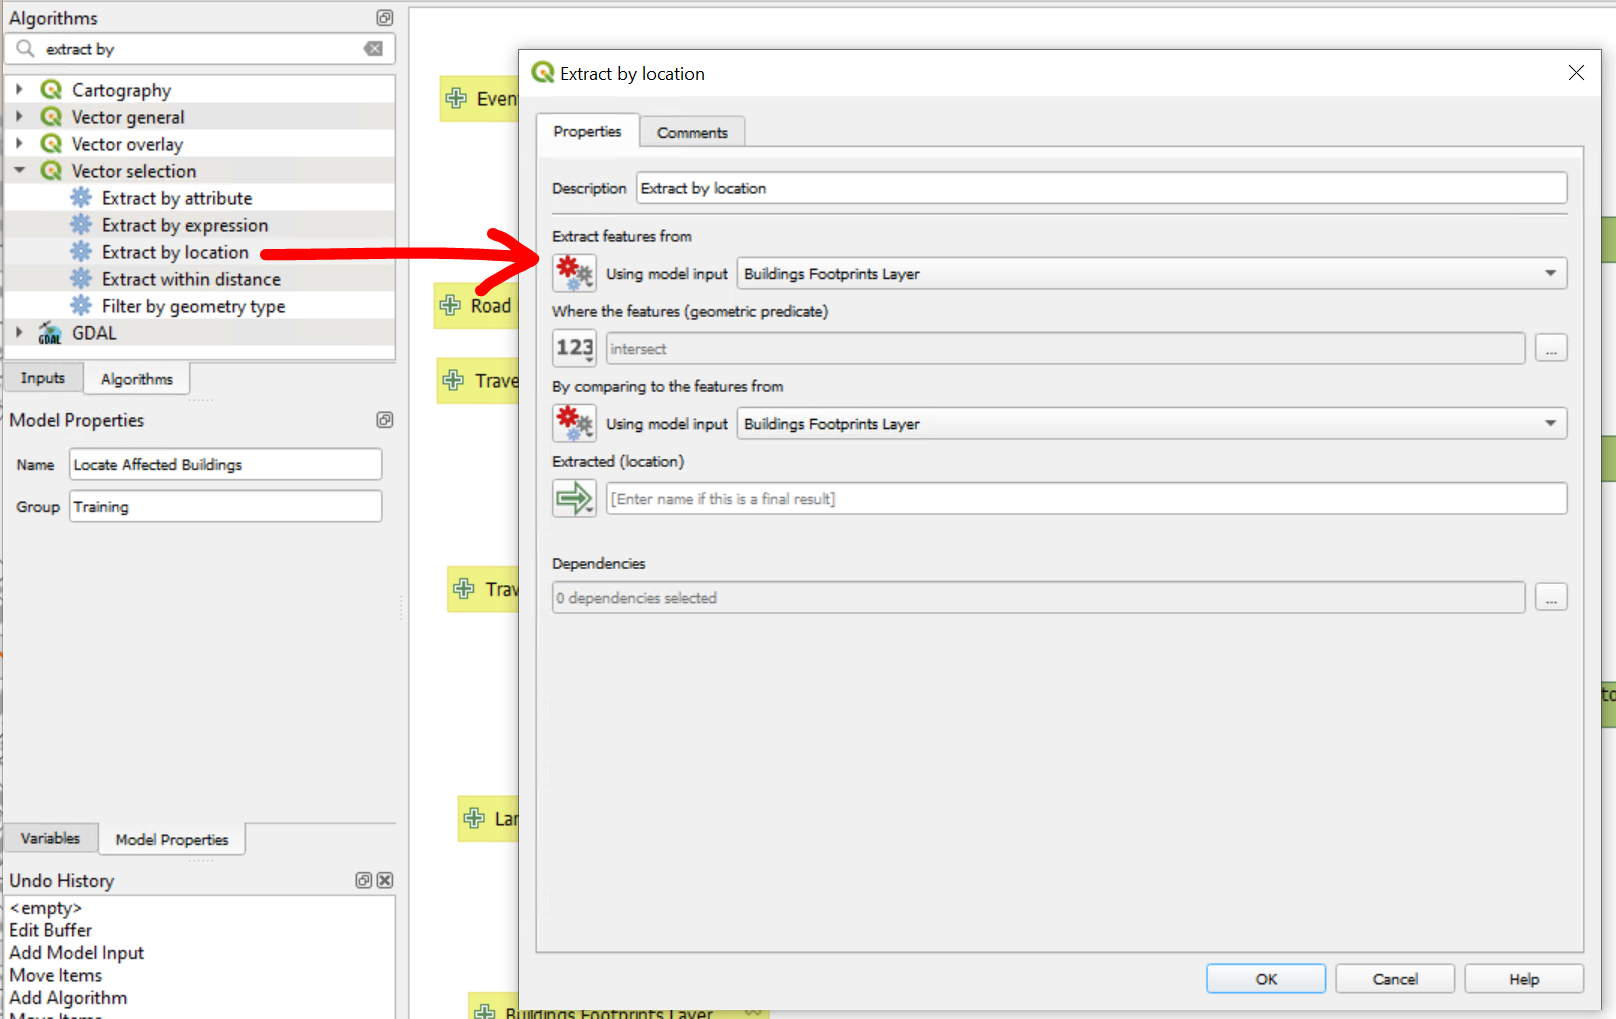 Algorithms
extract by
Cartography
Vector general
Vector overlay
Vector selection
Extract by attribute
Extract by expression
Extract by location
Extract within distance
Filter by geometry type
GDAL
GDAL
Inputs
Algorithms
Model Properties
Name
Locate Affected Buildings
Group
Training
Variables
Model Properties
Undo History
<empty>
Edit Buffer
Add Model Input
Move Items
Add Algorithm
Move Items
Even
Road
Trave
Trav
Lar
Buildings Footprints Layer
Extract by location
Properties
Comments
Description
Extract by location
Extract features from
Using model input
Buildings Footprints Layer
Where the features (geometric predicate)
123
intersect
...
By comparing to the features from
Using model input
Buildings Footprints Layer
Extracted (location)
[Enter name if this is a final result]
Dependencies
0 dependencies selected
...
OK
Cancel
Help
to